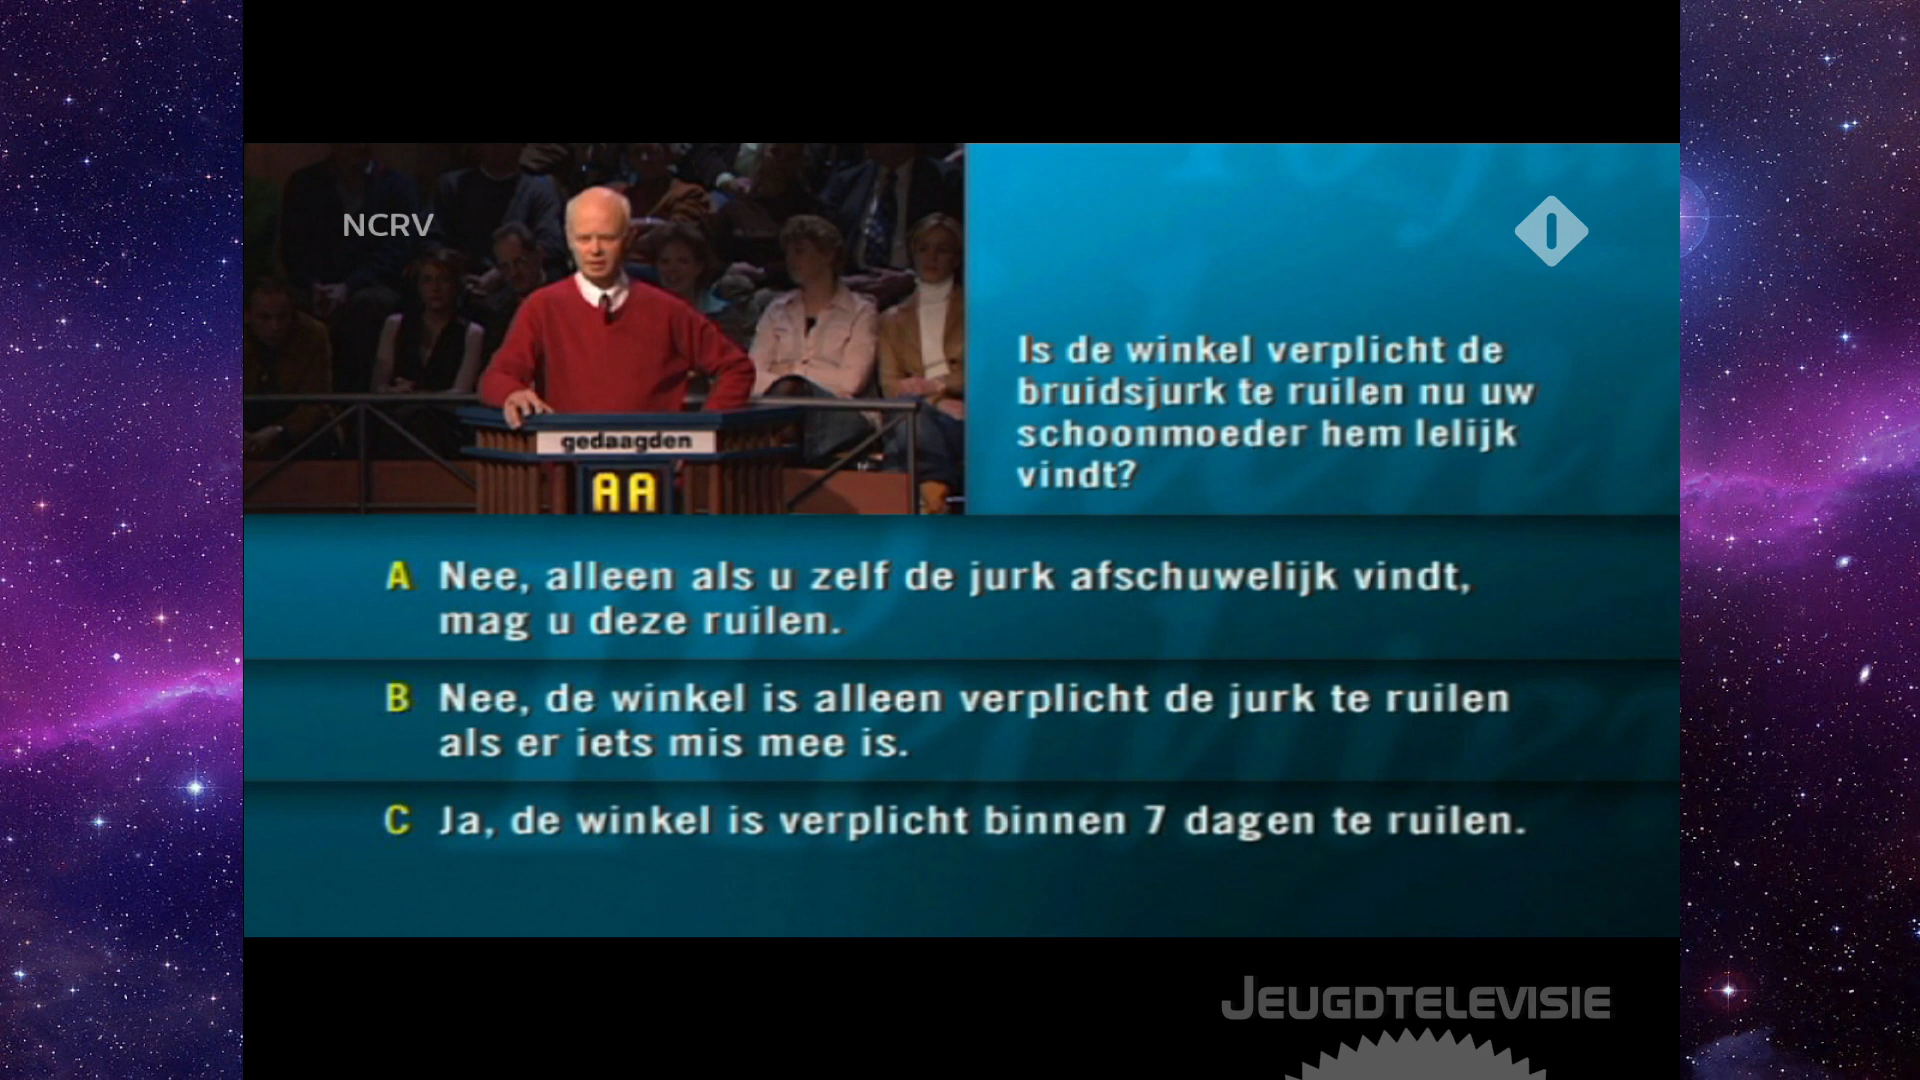 NCRV
Is de winkel verplicht de
bruidsjurk te ruilen nu uw
schoonmoeder hem lelijk
vindt?
gedaagden
AA
A Nee, alleen als u zelf de jurk afschuwelijk vindt,
mag u deze ruilen.
B Nee, de winkel is alleen verplicht de jurk te ruilen
als er iets mis mee is.
C Ja, de winkel is verplicht binnen 7 dagen te ruilen.
JEUGDTELEVISIE